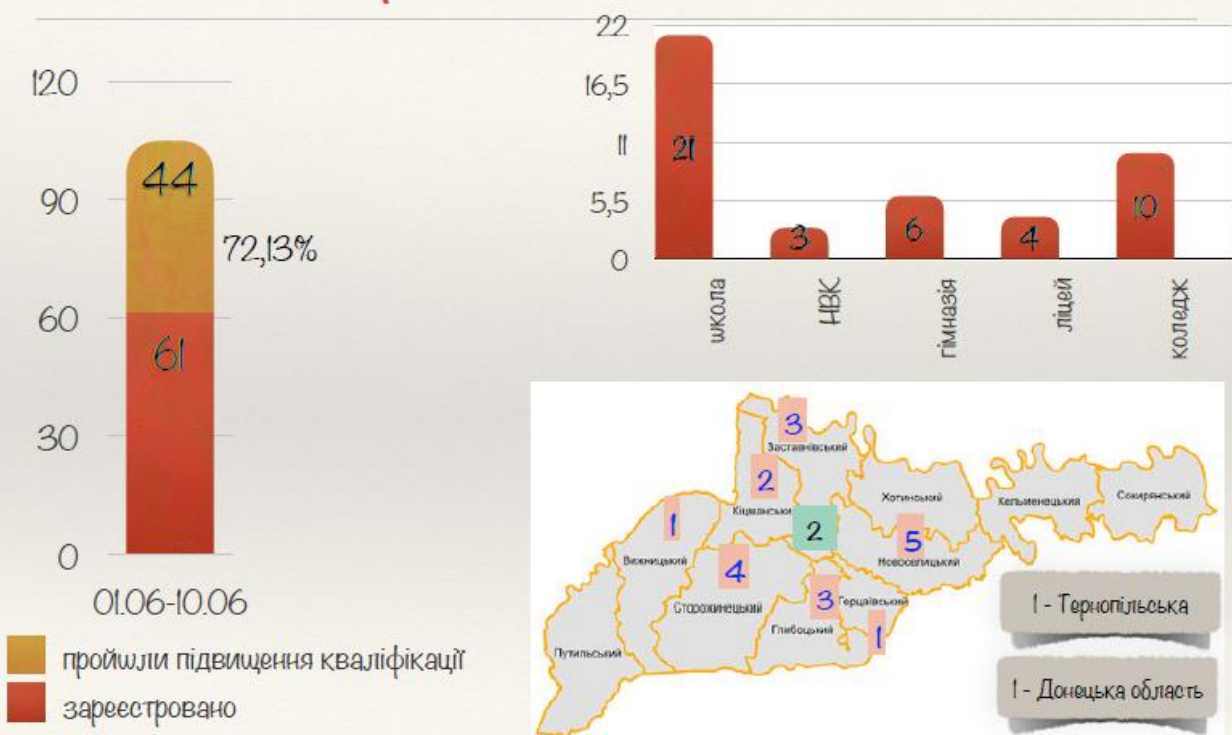 120
90
60
30
0
44
61
72,13%
01.06-10.06
пройшли підвищення кваліфікації
зареєстровано
22
16,5
11
5,5
0
21
3
6
4
10
школа
НВК
гімназія
ліцей
коледж
3
Заставнівський
2
Кіцманський
1
Вижницький
2
Хотинський
Кельменецький
Сокирянський
5
Новоселицький
4
Сторожинецький
3
Герцаївський
Глибоцький
1
Путильський
1 - Тернопільська
1 - Донецька область